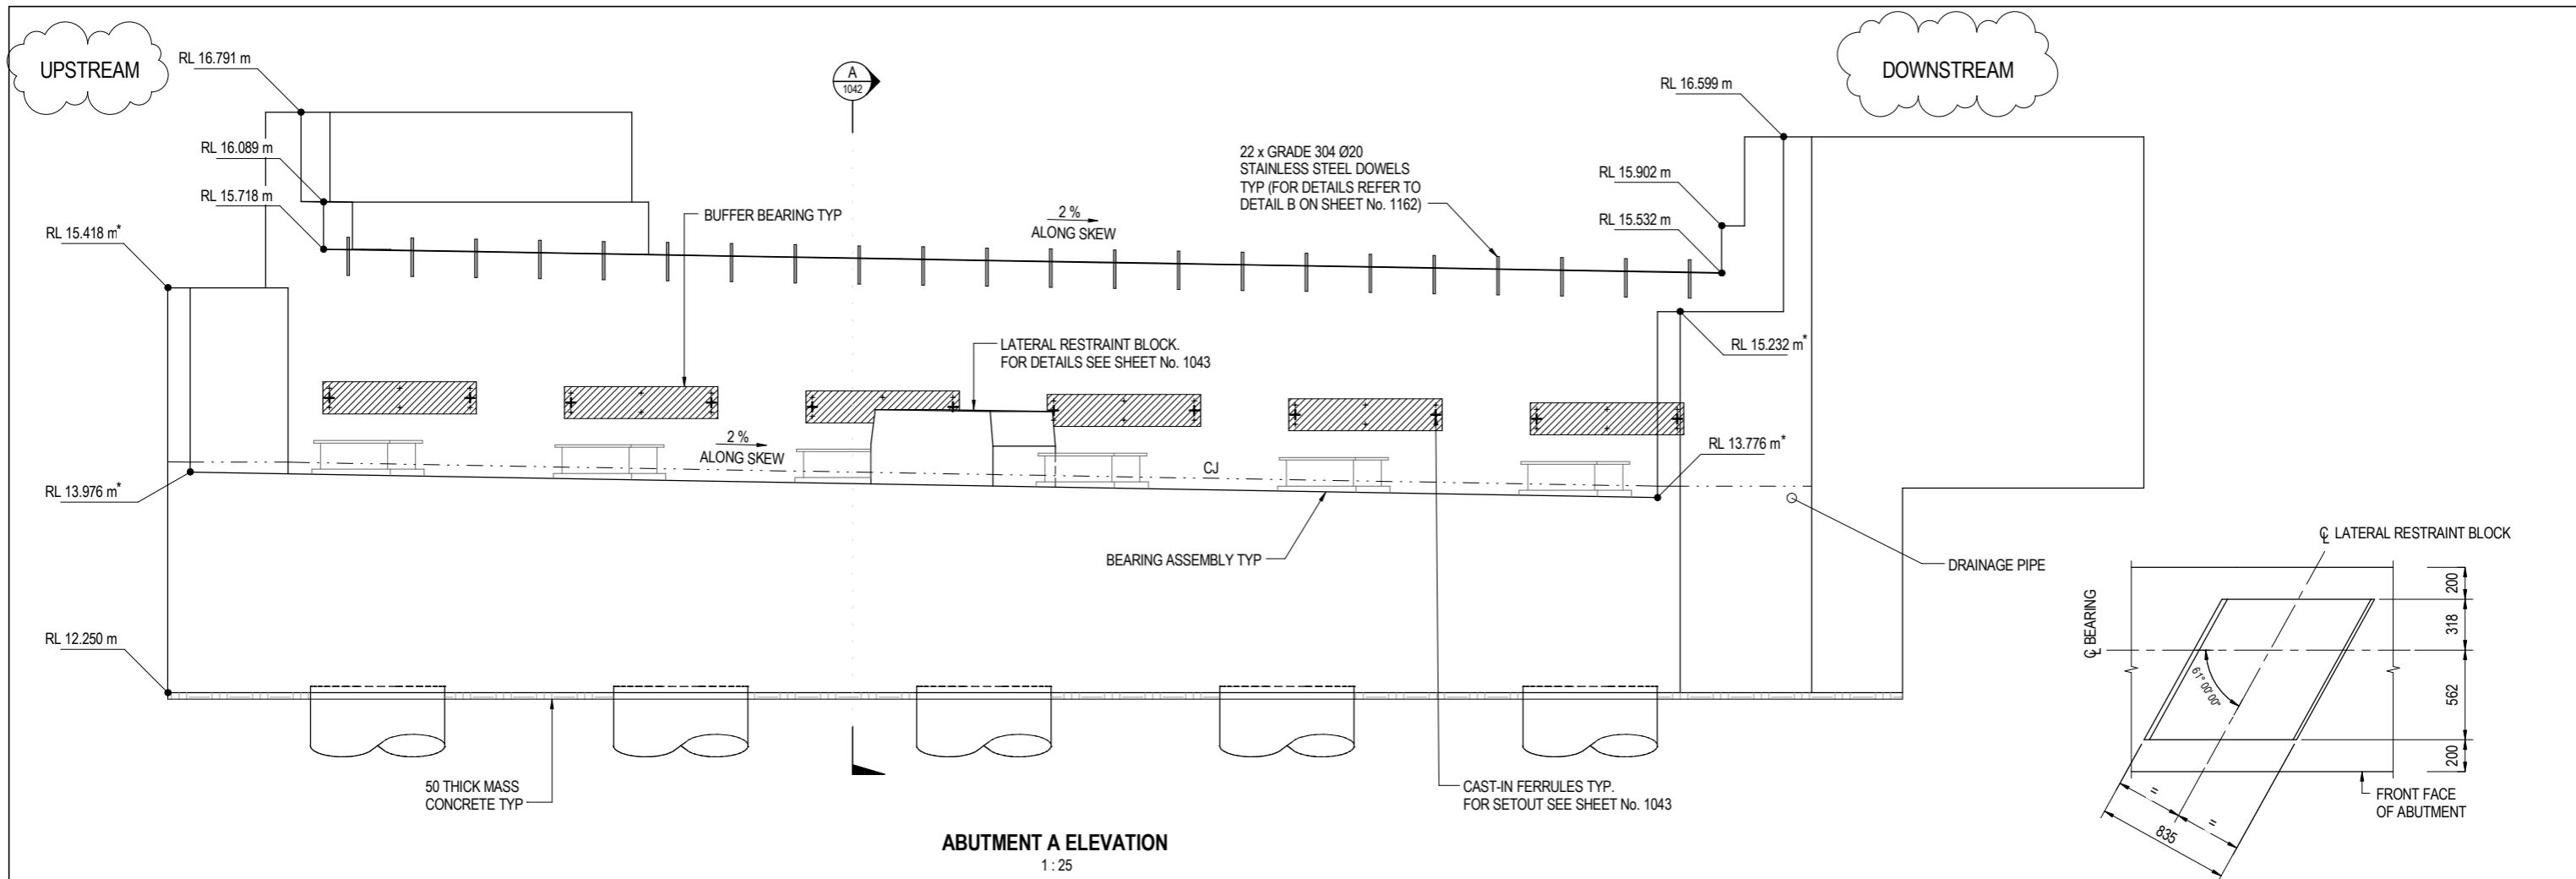 UPSTREAM
RL 16.791 m
A
1042
DOWNSTREAM
RL 16.599 m
RL 16.089 m
RL 15.718 m
RL 15.418 m*
BUFFER BEARING TYP
2 %
ALONG SKEW
22 x GRADE 304 Ø20
STAINLESS STEEL DOWELS
TYP (FOR DETAILS REFER TO
DETAIL B ON SHEET No. 1162)
RL 15.902 m
RL 15.532 m
LATERAL RESTRAINT BLOCK.
FOR DETAILS SEE SHEET No. 1043
RL 15.232 m*
2 %
ALONG SKEW
CJ
RL 13.776 m*
RL 13.976 m*
BEARING ASSEMBLY TYP
DRAINAGE PIPE
RL 12.250 m
50 THICK MASS
CONCRETE TYP
CAST-IN FERRULES TYP.
FOR SETOUT SEE SHEET No. 1043
ABUTMENT A ELEVATION
1 : 25
℄ LATERAL RESTRAINT BLOCK
℄ BEARING
61° 00'00"
200
318
562
200
FRONT FACE
OF ABUTMENT
=
=
835